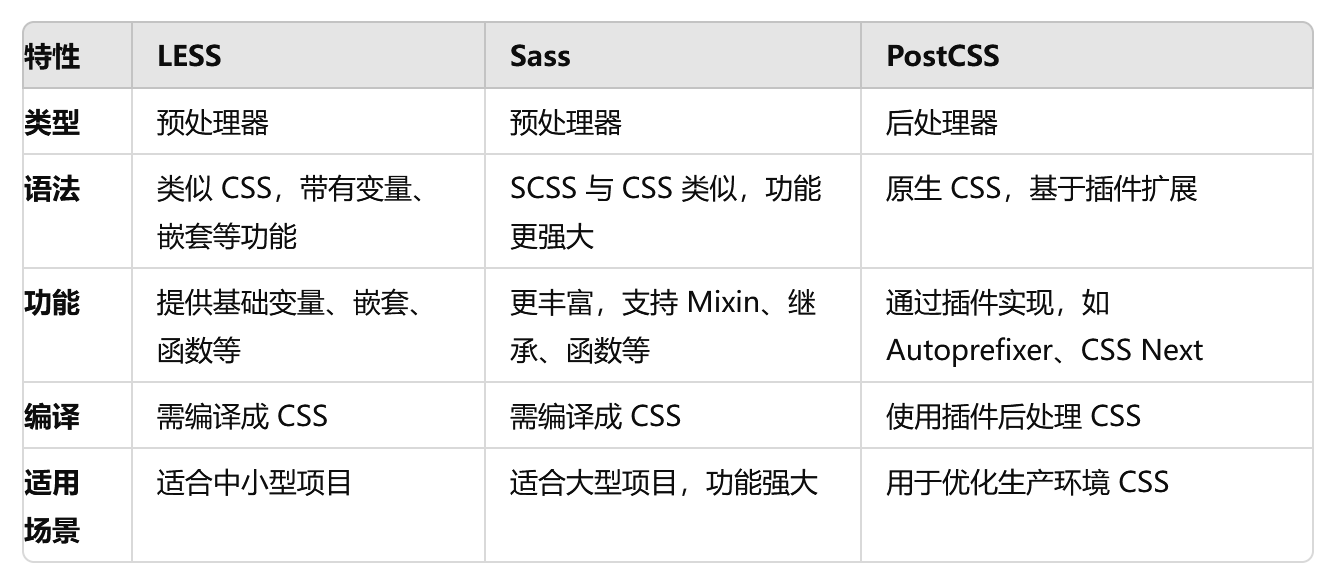 特性 LESS Sass PostCSS
类型 预处理器 预处理器 后处理器
语法 类似 CSS，带有变量、 SCSS 与 CSS 类似，功能 原生 CSS，基于插件扩展
嵌套等功能 更强大
功能 提供基础变量、嵌套、 更丰富，支持 Mixin、继 通过插件实现，如
函数等 承、函数等 Autoprefixer、CSS Next
编译 需编译成 CSS 需编译成 CSS 使用插件后处理 CSS
适用 适合中小型项目 适合大型项目，功能强大 用于优化生产环境 CSS
场景